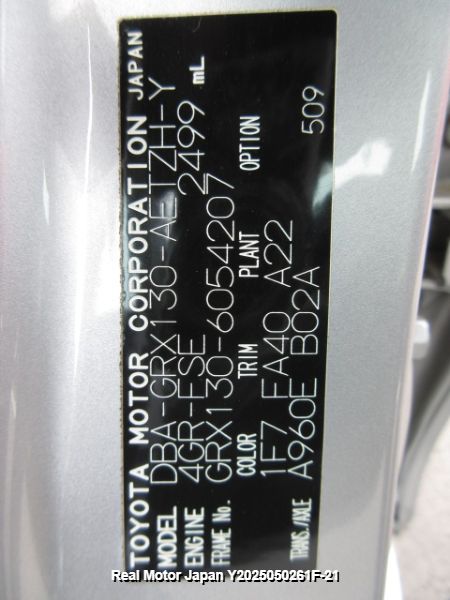 TOYOTA MOTOR CORPORATION JAPAN
MODEL DBA-GRX130-AETZH-Y
ENGINE 4GR-FSE 2499 mL
FRAME No. GRX130-6054207
COLOR TRIM PLANT OPTION
1F7 FA40 A22
TRANS./AXLE A960E B02A 509
Real Motor Japan Y2025050261F-21